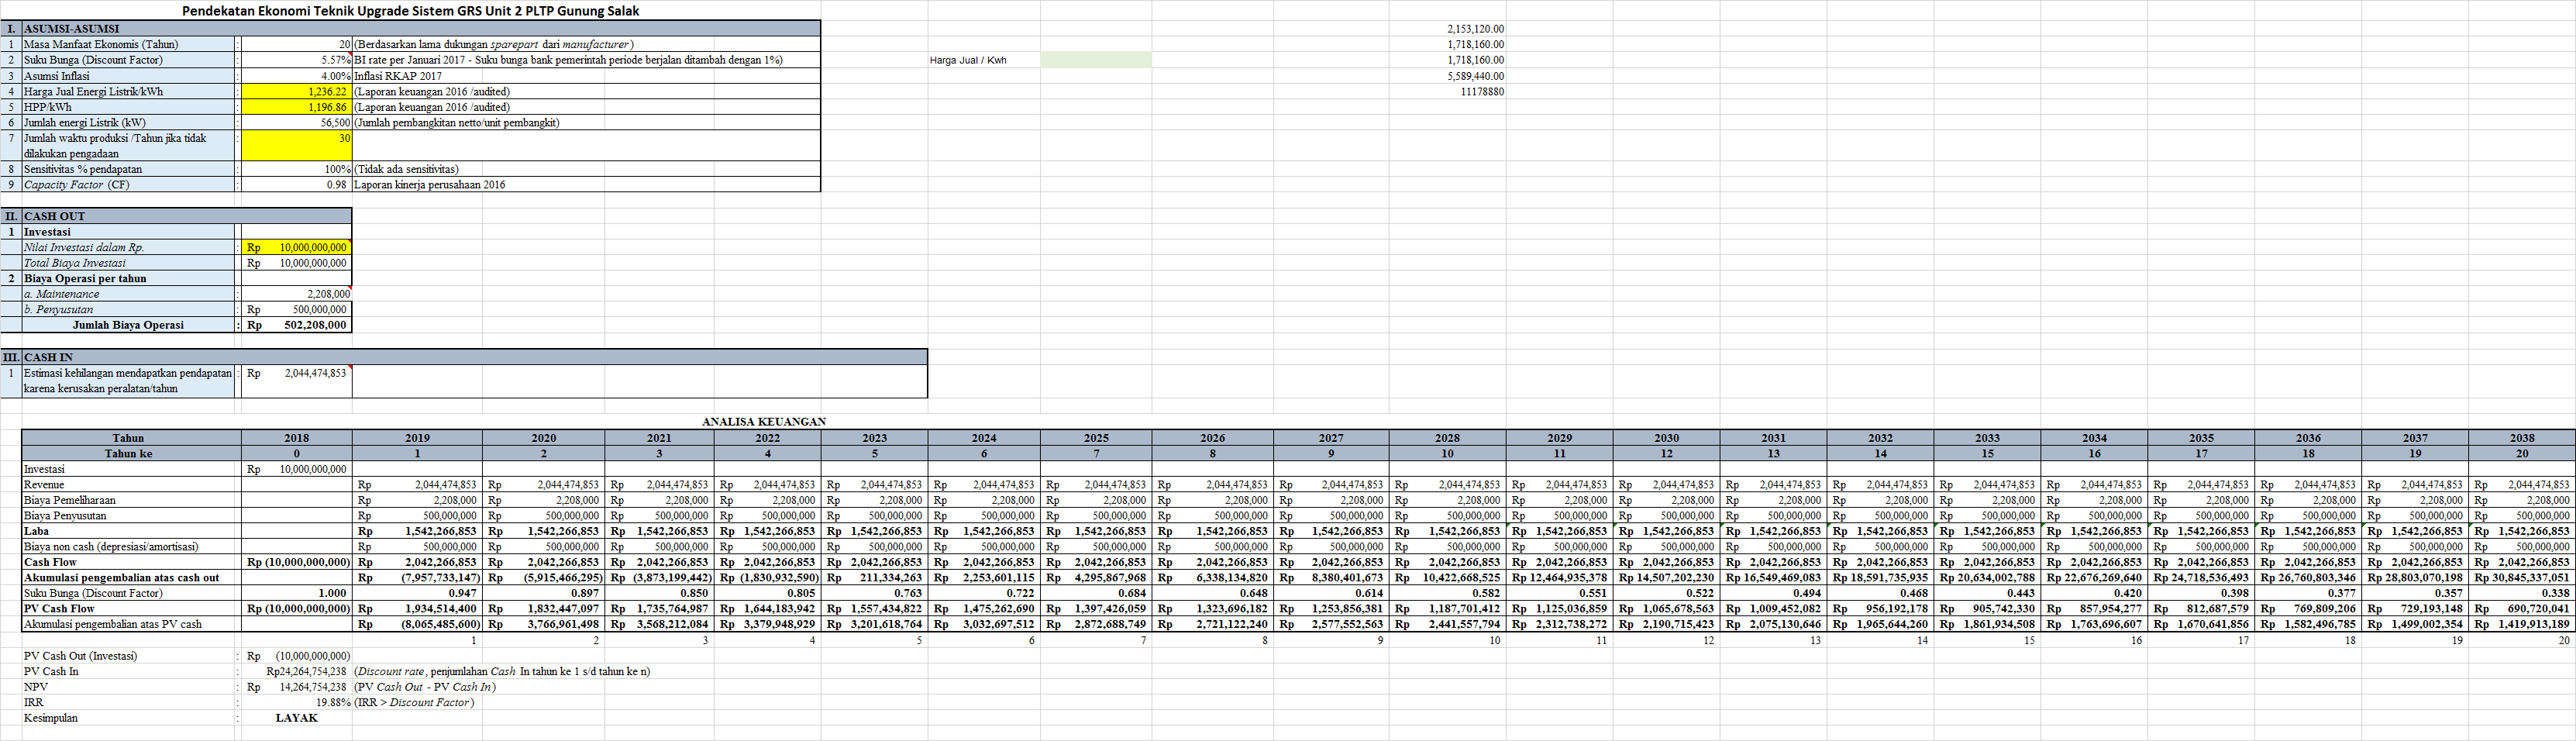 Pendekatan Ekonomi Teknik Upgrade Sistem GRS Unit 2 PLTP Gunung Salak
I. ASUMSI-ASUMSI 2,153,120.00
1 Masa Manfaat Ekonomis (Tahun) : 20 (Berdasarkan lama dukungan sparepart dari manufacturer) 1,718,160.00
2 Suku Bunga (Discount Factor) : 5.57% BI rate per Januari 2017 - Suku bunga bank pemerintah periode berjalan ditambah dengan 1%) Harga Jual / Kwh 1,718,160.00
3 Asumsi Inflasi : 4.00% Inflasi RKAP 2017 5,589,440.00
4 Harga Jual Energi Listrik/kWh : 1,236.22 (Laporan keuangan 2016 /audited) 11178880
5 HPP/kWh : 1,196.86 (Laporan keuangan 2016 /audited)
6 Jumlah energi Listrik (kW) : 56,500 (Jumlah pembangkitan netto/unit pembangkit)
7 Jumlah waktu produksi /Tahun jika tidak : 30
dilakukan pengadaan
8 Sensitivitas % pendapatan : 100% (Tidak ada sensitivitas)
9 Capacity Factor (CF) : 0.98 Laporan kinerja perusahaan 2016
II. CASH OUT
1 Investasi
Nilai Investasi dalam Rp. : Rp 10,000,000,000
Total Biaya Investasi : Rp 10,000,000,000
2 Biaya Operasi per tahun
a. Maintenance : 2,208,000
b. Penyusutan : Rp 500,000,000
Jumlah Biaya Operasi : Rp 502,208,000
III. CASH IN
1 Estimasi kehilangan mendapatkan pendapatan : Rp 2,044,474,853
karena kerusakan peralatan/tahun
ANALISA KEUANGAN
Tahun 2018 2019 2020 2021 2022 2023 2024 2025 2026 2027 2028 2029 2030 2031 2032 2033 2034 2035 2036 2037 2038
Tahun ke 0 1 2 3 4 5 6 7 8 9 10 11 12 13 14 15 16 17 18 19 20
Investasi Rp 10,000,000,000
Revenue Rp 2,044,474,853 Rp 2,044,474,853 Rp 2,044,474,853 Rp 2,044,474,853 Rp 2,044,474,853 Rp 2,044,474,853 Rp 2,044,474,853 Rp 2,044,474,853 Rp 2,044,474,853 Rp 2,044,474,853 Rp 2,044,474,853 Rp 2,044,474,853 Rp 2,044,474,853 Rp 2,044,474,853 Rp 2,044,474,853 Rp 2,044,474,853 Rp 2,044,474,853 Rp 2,044,474,853 Rp 2,044,474,853 Rp 2,044,474,853
Biaya Pemeliharaan Rp 2,208,000 Rp 2,208,000 Rp 2,208,000 Rp 2,208,000 Rp 2,208,000 Rp 2,208,000 Rp 2,208,000 Rp 2,208,000 Rp 2,208,000 Rp 2,208,000 Rp 2,208,000 Rp 2,208,000 Rp 2,208,000 Rp 2,208,000 Rp 2,208,000 Rp 2,208,000 Rp 2,208,000 Rp 2,208,000 Rp 2,208,000 Rp 2,208,000
Biaya Penyusutan Rp 500,000,000 Rp 500,000,000 Rp 500,000,000 Rp 500,000,000 Rp 500,000,000 Rp 500,000,000 Rp 500,000,000 Rp 500,000,000 Rp 500,000,000 Rp 500,000,000 Rp 500,000,000 Rp 500,000,000 Rp 500,000,000 Rp 500,000,000 Rp 500,000,000 Rp 500,000,000 Rp 500,000,000 Rp 500,000,000 Rp 500,000,000 Rp 500,000,000
Laba Rp 1,542,266,853 Rp 1,542,266,853 Rp 1,542,266,853 Rp 1,542,266,853 Rp 1,542,266,853 Rp 1,542,266,853 Rp 1,542,266,853 Rp 1,542,266,853 Rp 1,542,266,853 Rp 1,542,266,853 Rp 1,542,266,853 Rp 1,542,266,853 Rp 1,542,266,853 Rp 1,542,266,853 Rp 1,542,266,853 Rp 1,542,266,853 Rp 1,542,266,853 Rp 1,542,266,853 Rp 1,542,266,853 Rp 1,542,266,853
Biaya non cash (depresiasi/amortisasi) Rp 500,000,000 Rp 500,000,000 Rp 500,000,000 Rp 500,000,000 Rp 500,000,000 Rp 500,000,000 Rp 500,000,000 Rp 500,000,000 Rp 500,000,000 Rp 500,000,000 Rp 500,000,000 Rp 500,000,000 Rp 500,000,000 Rp 500,000,000 Rp 500,000,000 Rp 500,000,000 Rp 500,000,000 Rp 500,000,000 Rp 500,000,000 Rp 500,000,000
Cash Flow Rp (10,000,000,000) Rp 2,042,266,853 Rp 2,042,266,853 Rp 2,042,266,853 Rp 2,042,266,853 Rp 2,042,266,853 Rp 2,042,266,853 Rp 2,042,266,853 Rp 2,042,266,853 Rp 2,042,266,853 Rp 2,042,266,853 Rp 2,042,266,853 Rp 2,042,266,853 Rp 2,042,266,853 Rp 2,042,266,853 Rp 2,042,266,853 Rp 2,042,266,853 Rp 2,042,266,853 Rp 2,042,266,853 Rp 2,042,266,853 Rp 2,042,266,853
Akumulasi pengembalian atas cash out Rp (7,957,733,147) Rp (5,915,466,295) Rp (3,873,199,442) Rp (1,830,932,590) Rp 211,334,263 Rp 2,253,601,115 Rp 4,295,867,968 Rp 6,338,134,820 Rp 8,380,401,673 Rp 10,422,668,525 Rp 12,464,935,378 Rp 14,507,202,230 Rp 16,549,469,083 Rp 18,591,735,935 Rp 20,634,002,788 Rp 22,676,269,640 Rp 24,718,536,493 Rp 26,760,803,346 Rp 28,803,070,198 Rp 30,845,337,051
Suku Bunga (Discount Factor) 1.000 0.947 0.897 0.850 0.805 0.763 0.722 0.684 0.648 0.614 0.582 0.551 0.522 0.494 0.468 0.443 0.420 0.398 0.377 0.357 0.338
PV Cash Flow Rp (10,000,000,000) Rp 1,934,514,400 Rp 1,832,447,097 Rp 1,735,764,987 Rp 1,644,183,942 Rp 1,557,434,822 Rp 1,475,262,690 Rp 1,397,426,059 Rp 1,323,696,182 Rp 1,253,856,381 Rp 1,187,701,412 Rp 1,125,036,859 Rp 1,065,678,563 Rp 1,009,452,082 Rp 956,192,178 Rp 905,742,330 Rp 857,954,277 Rp 812,687,579 Rp 769,809,206 Rp 729,193,148 Rp 690,720,041
Akumulasi pengembalian atas PV cash Rp (8,065,485,600) Rp 3,766,961,498 Rp 3,568,212,084 Rp 3,379,948,929 Rp 3,201,618,764 Rp 3,032,697,512 Rp 2,872,688,749 Rp 2,721,122,240 Rp 2,577,552,563 Rp 2,441,557,794 Rp 2,312,738,272 Rp 2,190,715,423 Rp 2,075,130,646 Rp 1,965,644,260 Rp 1,861,934,508 Rp 1,763,696,607 Rp 1,670,641,856 Rp 1,582,496,785 Rp 1,499,002,354 Rp 1,419,913,189
1 2 3 4 5 6 7 8 9 10 11 12 13 14 15 16 17 18 19 20
PV Cash Out (Investasi) : Rp (10,000,000,000)
PV Cash In : Rp24,264,754,238 (Discount rate, penjumlahan Cash In tahun ke 1 s/d tahun ke n)
NPV : Rp 14,264,754,238 (PV Cash Out - PV Cash In)
IRR : 19.88% (IRR > Discount Factor)
Kesimpulan : LAYAK